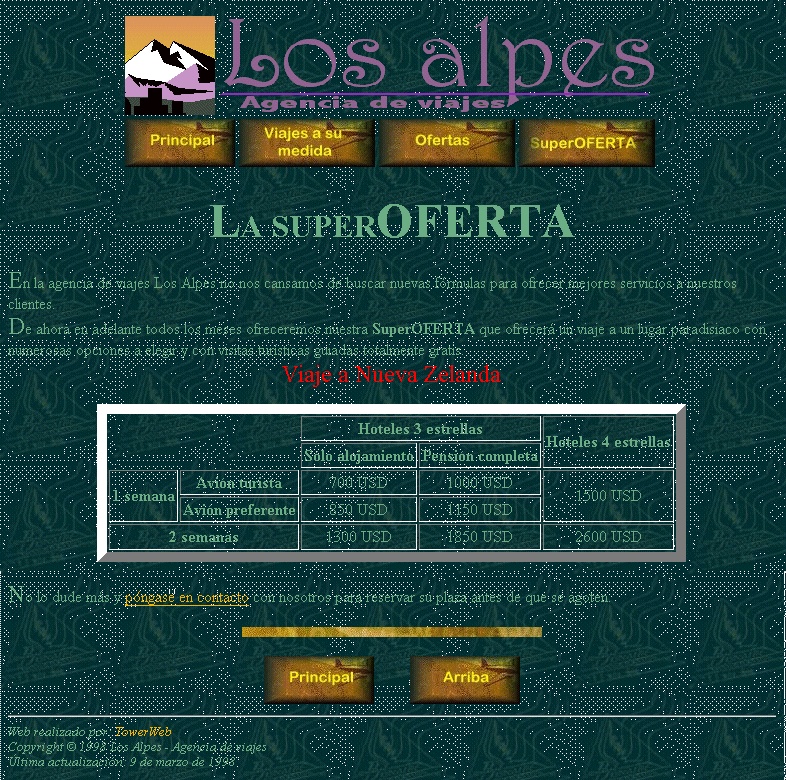 Los alpes
Agencia de viajes
Principal
Viajes a su
medida
Ofertas
SuperOFERTA
LA SUPEROFERTA
En la agencia de viajes Los Alpes no nos cansamos de buscar nuevas fórmulas para ofrecer mejores servicios a nuestros
clientes.
De ahora en adelante todos los meses ofreceremos nuestra SuperOFERTA que ofrecerá un viaje a un lugar paradisiaco con
numerosas opciones a elegir y con visitas turísticas guiadas totalmente gratis.
Viaje a Nueva Zelanda
Hoteles 3 estrellas
Hoteles 4 estrellas
Sólo alojamiento Pensión completa
1 semana
Avión turista 700 USD 1000 USD
1500 USD
Avión preferente 850 USD 1150 USD
2 semanas 1300 USD 1850 USD 2600 USD
No lo dude más y póngase en contacto con nosotros para reservar su plaza antes de que se agoten.
Principal
Arriba
Web realizado por: TowerWeb
Copyright © 1998 Los Alpes - Agencia de viajes
Última actualización: 9 de marzo de 1998.